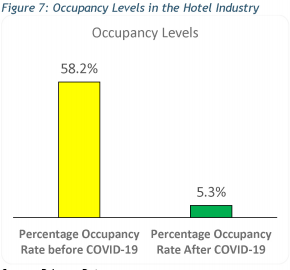 Figure 7: Occupancy Levels in the Hotel Industry
Occupancy Levels
58.2%
5.3%
Percentage Occupancy Rate before COVID-19
Percentage Occupancy Rate After COVID-19